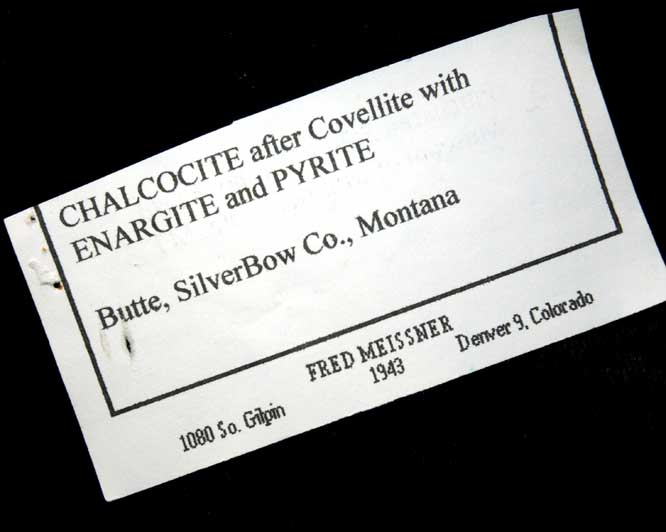 CHALCOCITE after Covellite with
ENARGITE and PYRITE
Butte, SilverBow Co., Montana
FRED MEISSNER
1943
1080 So. Gilpin
Denver 9, Colorado